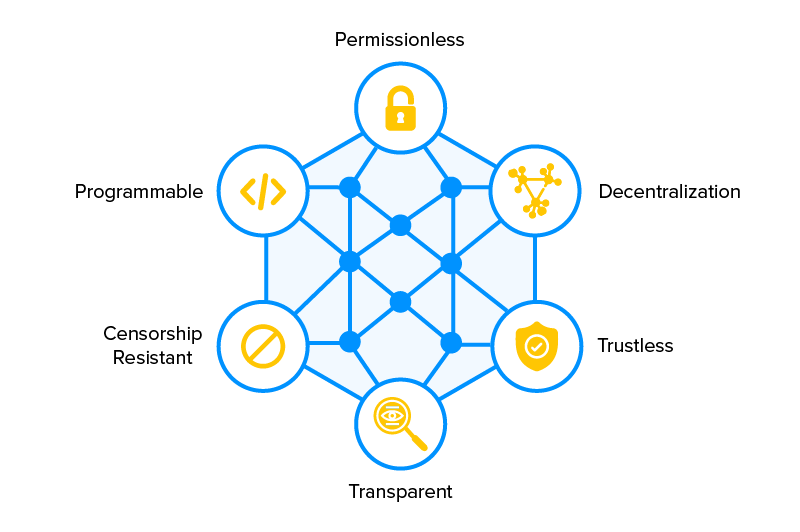 Permissionless
Programmable
Decentralization
Censorship
Resistant
Trustless
Transparent